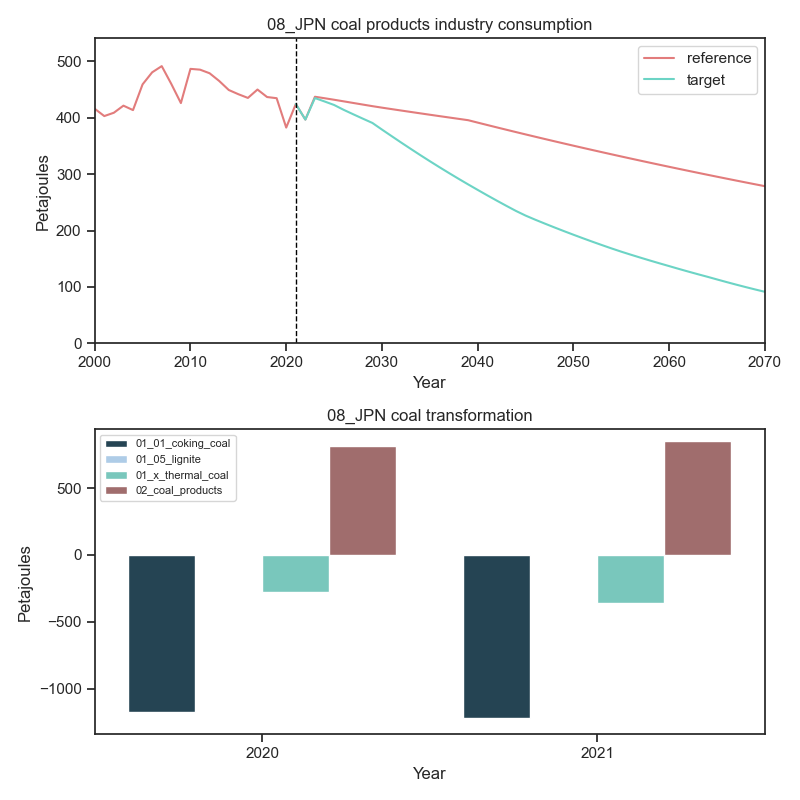 08_JPN coal products industry consumption
500
400
300
200
100
0
Petajoules
reference
target
2000 2010 2020 2030 2040 2050 2060 2070
Year
08_JPN coal transformation
01_01_coking_coal
01_05_lignite
01_x_thermal_coal
02_coal_products
500
0
−500
−1000
Petajoules
2020 2021
Year